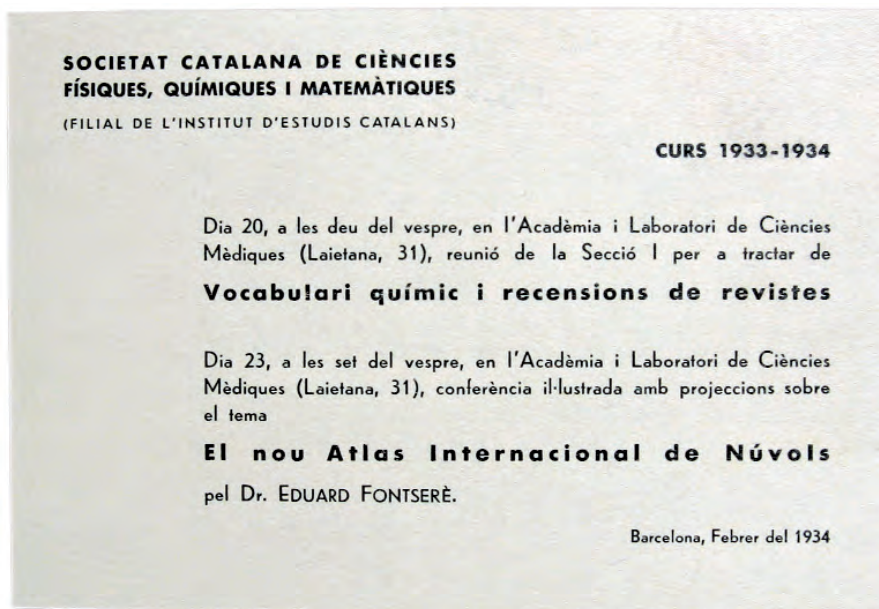 SOCIETAT CATALANA DE CIÈNCIES
FÍSIQUES, QUÍMIQUES I MATEMÀTIQUES
(FILIAL DE L'INSTITUT D'ESTUDIS CATALANS)
CURS 1933-1934
Dia 20, a les deu del vespre, en l'Acadèmia i Laboratori de Ciències
Mèdiques (Laietana, 31), reunió de la Secció I per a tractar de
Vocabulari químic i recensions de revistes
Dia 23, a les set del vespre, en l'Acadèmia i Laboratori de Ciències
Mèdiques (Laietana, 31), conferència il·lustrada amb projeccions sobre
el tema
El nou Atlas Internacional de Núvols
pel Dr. EDUARD FONTSERÈ.
Barcelona, Febrer del 1934